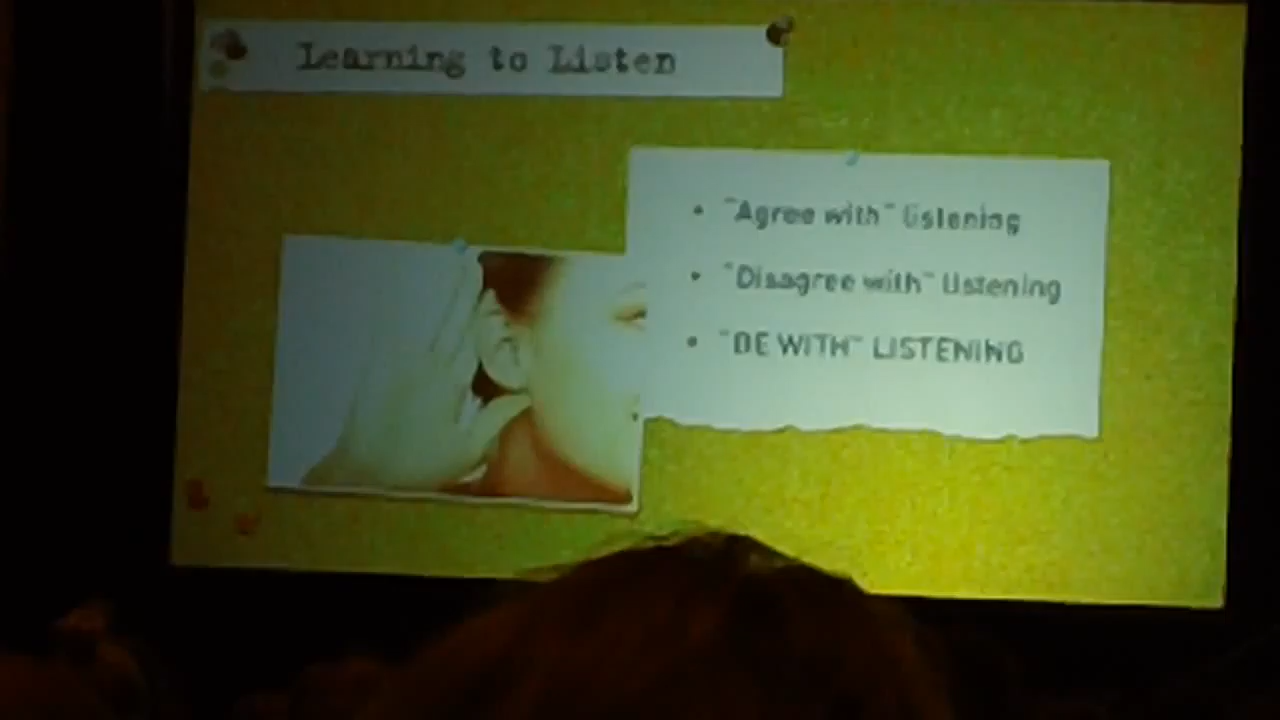 Learning to Listen
• "Agree with" listening
• "Disagree with" listening
• "BE WITH" LISTENING